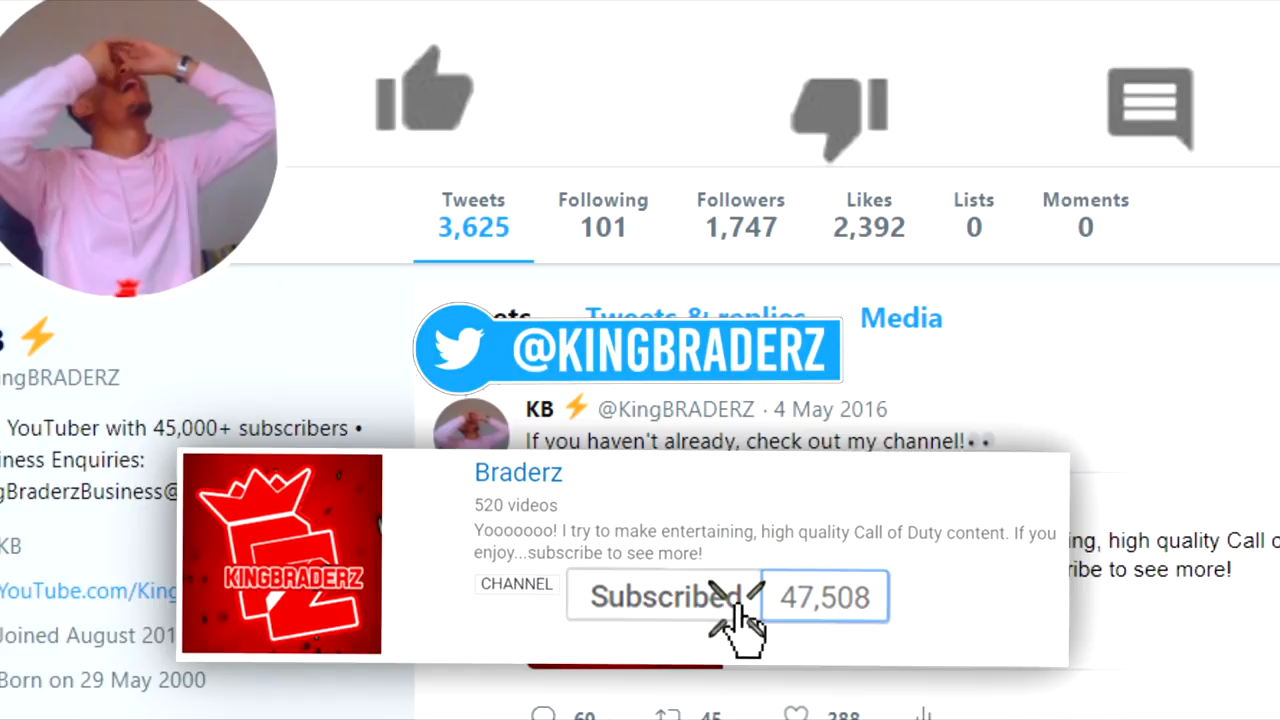 Tweets Following Followers Likes Lists Moments
3,625 101 1,747 2,392 0 0
Tweets & replies Media
@KINGBRADERZ
ngBRADERZ
KB ⚡ @KingBRADERZ · 4 May 2016
If you haven't already, check out my channel!
YouTuber with 45,000+ subscribers •
iness Enquiries:
gBraderzBusiness@
KB
YouTube.com/King
Joined August 201
Born on 29 May 2000
KINGBRADERZ
Braderz
520 videos
Yooooooo! I try to make entertaining, high quality Call of Duty content. If you
enjoy...subscribe to see more!
CHANNEL Subscribed 47,508
ing, high quality Call o
ribe to see more!
60 45 288